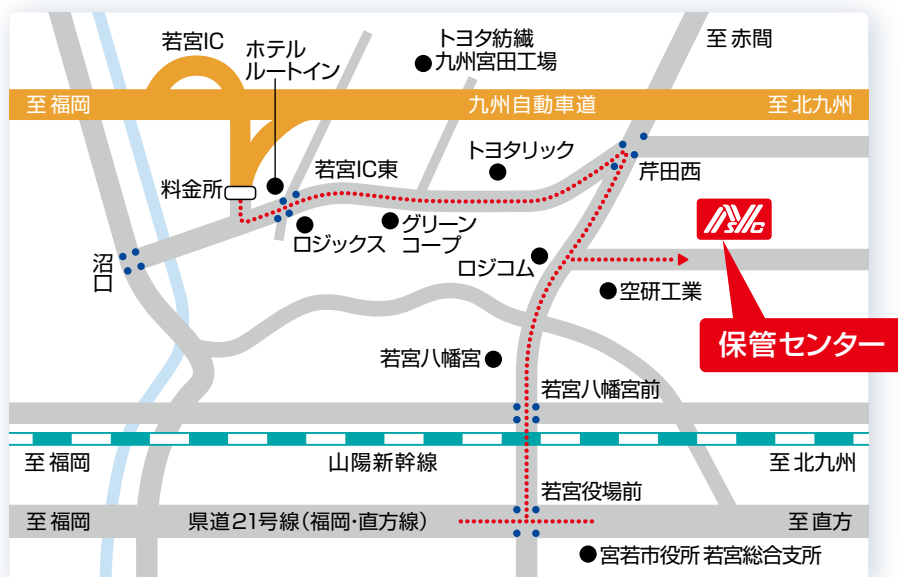 若宮IC
ホテル
ルートイン
トヨタ紡織
九州宮田工場
至 赤間
至 福岡
九州自動車道
至 北九州
トヨタリック
若宮IC東
芹田西
料金所
ロジックス
グリーン
コープ
沼口
ロジコム
空研工業
保管センター
若宮八幡宮
若宮八幡宮前
至 福岡
山陽新幹線
至 北九州
若宮役場前
至 福岡
県道21号線（福岡・直方線）
至 直方
宮若市役所 若宮総合支所